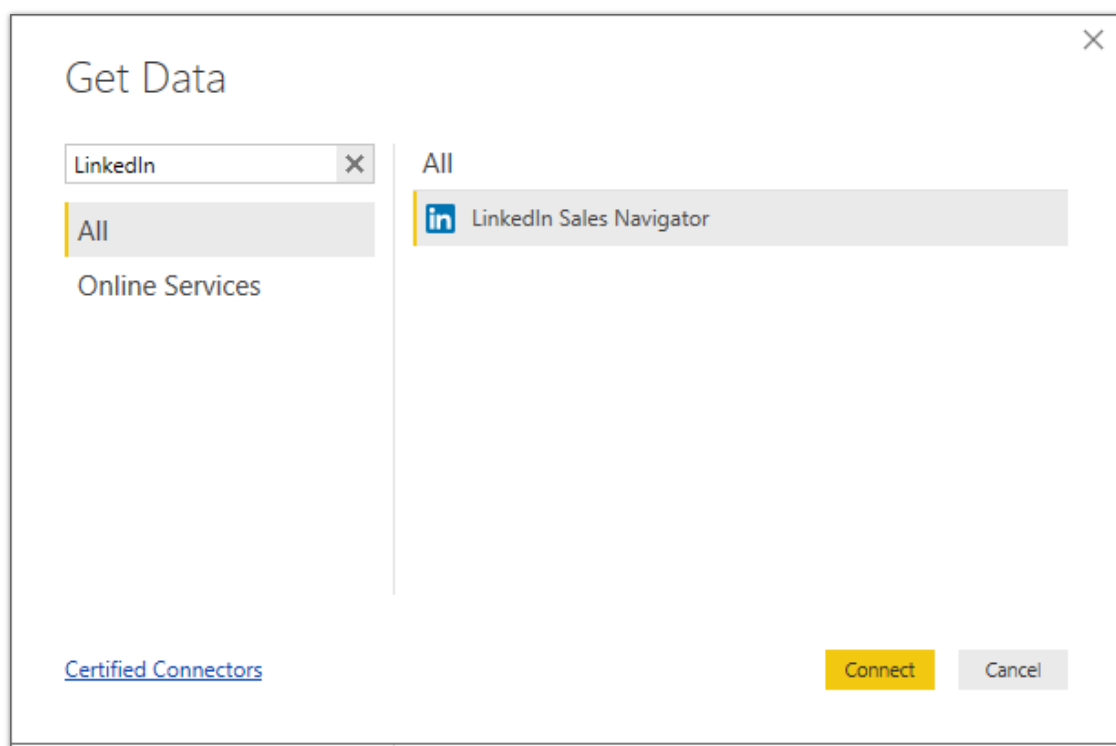 Get Data
LinkedIn
All
Online Services
All
in LinkedIn Sales Navigator
Certified Connectors
Connect
Cancel